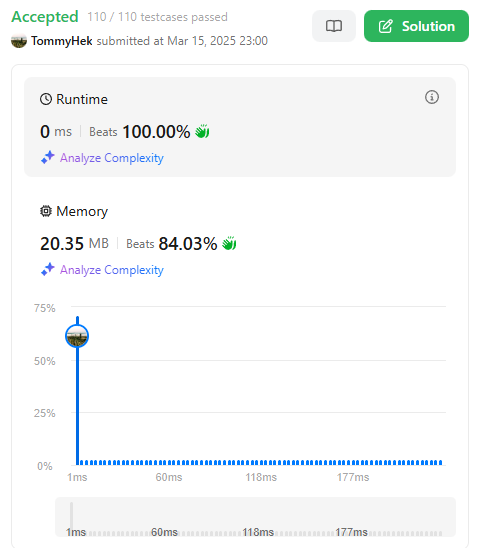 Accepted 110 / 110 testcases passed
TommyHek submitted at Mar 15, 2025 23:00
Solution
Runtime
0 ms Beats 100.00%
Analyze Complexity
Memory
20.35 MB Beats 84.03%
Analyze Complexity
75%
50%
25%
0%
1ms 60ms 118ms 177ms
1ms 60ms 118ms 177ms